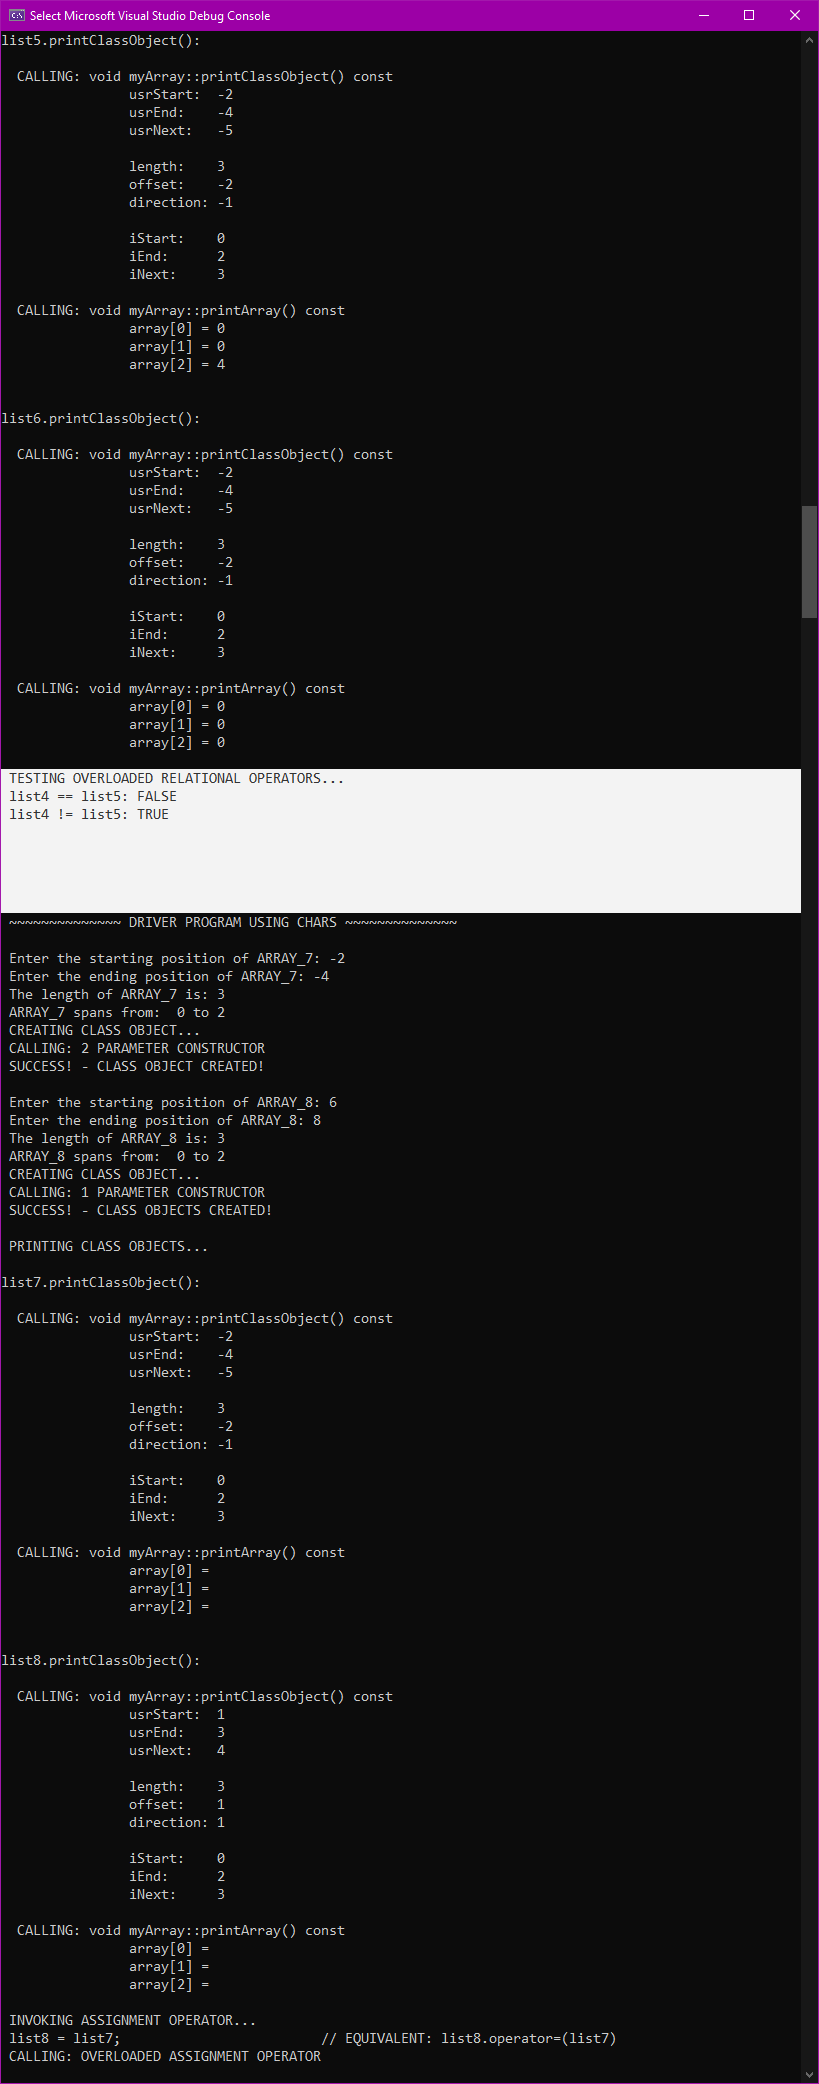 Select Microsoft Visual Studio Debug Console
list5.printClassObject():
CALLING: void myArray::printClassObject() const
usrStart: -2
usrEnd: -4
usrNext: -5
length: 3
offset: -2
direction: -1
iStart: 0
iEnd: 2
iNext: 3
CALLING: void myArray::printArray() const
array[0] = 0
array[1] = 0
array[2] = 4
list6.printClassObject():
CALLING: void myArray::printClassObject() const
usrStart: -2
usrEnd: -4
usrNext: -5
length: 3
offset: -2
direction: -1
iStart: 0
iEnd: 2
iNext: 3
CALLING: void myArray::printArray() const
array[0] = 0
array[1] = 0
array[2] = 0
TESTING OVERLOADED RELATIONAL OPERATORS...
list4 == list5: FALSE
list4 != list5: TRUE
~~~~~~~~~~~~~~ DRIVER PROGRAM USING CHARS ~~~~~~~~~~~~~~
Enter the starting position of ARRAY_7: -2
Enter the ending position of ARRAY_7: -4
The length of ARRAY_7 is: 3
ARRAY_7 spans from:  0 to 2
CREATING CLASS OBJECT...
CALLING: 2 PARAMETER CONSTRUCTOR
SUCCESS! - CLASS OBJECT CREATED!
Enter the starting position of ARRAY_8: 6
Enter the ending position of ARRAY_8: 8
The length of ARRAY_8 is: 3
ARRAY_8 spans from:  0 to 2
CREATING CLASS OBJECT...
CALLING: 1 PARAMETER CONSTRUCTOR
SUCCESS! - CLASS OBJECTS CREATED!
PRINTING CLASS OBJECTS...
list7.printClassObject():
CALLING: void myArray::printClassObject() const
usrStart: -2
usrEnd: -4
usrNext: -5
length: 3
offset: -2
direction: -1
iStart: 0
iEnd: 2
iNext: 3
CALLING: void myArray::printArray() const
array[0] =
array[1] =
array[2] =
list8.printClassObject():
CALLING: void myArray::printClassObject() const
usrStart: 1
usrEnd: 3
usrNext: 4
length: 3
offset: 1
direction: 1
iStart: 0
iEnd: 2
iNext: 3
CALLING: void myArray::printArray() const
array[0] =
array[1] =
array[2] =
INVOKING ASSIGNMENT OPERATOR...
list8 = list7; // EQUIVALENT: list8.operator=(list7)
CALLING: OVERLOADED ASSIGNMENT OPERATOR